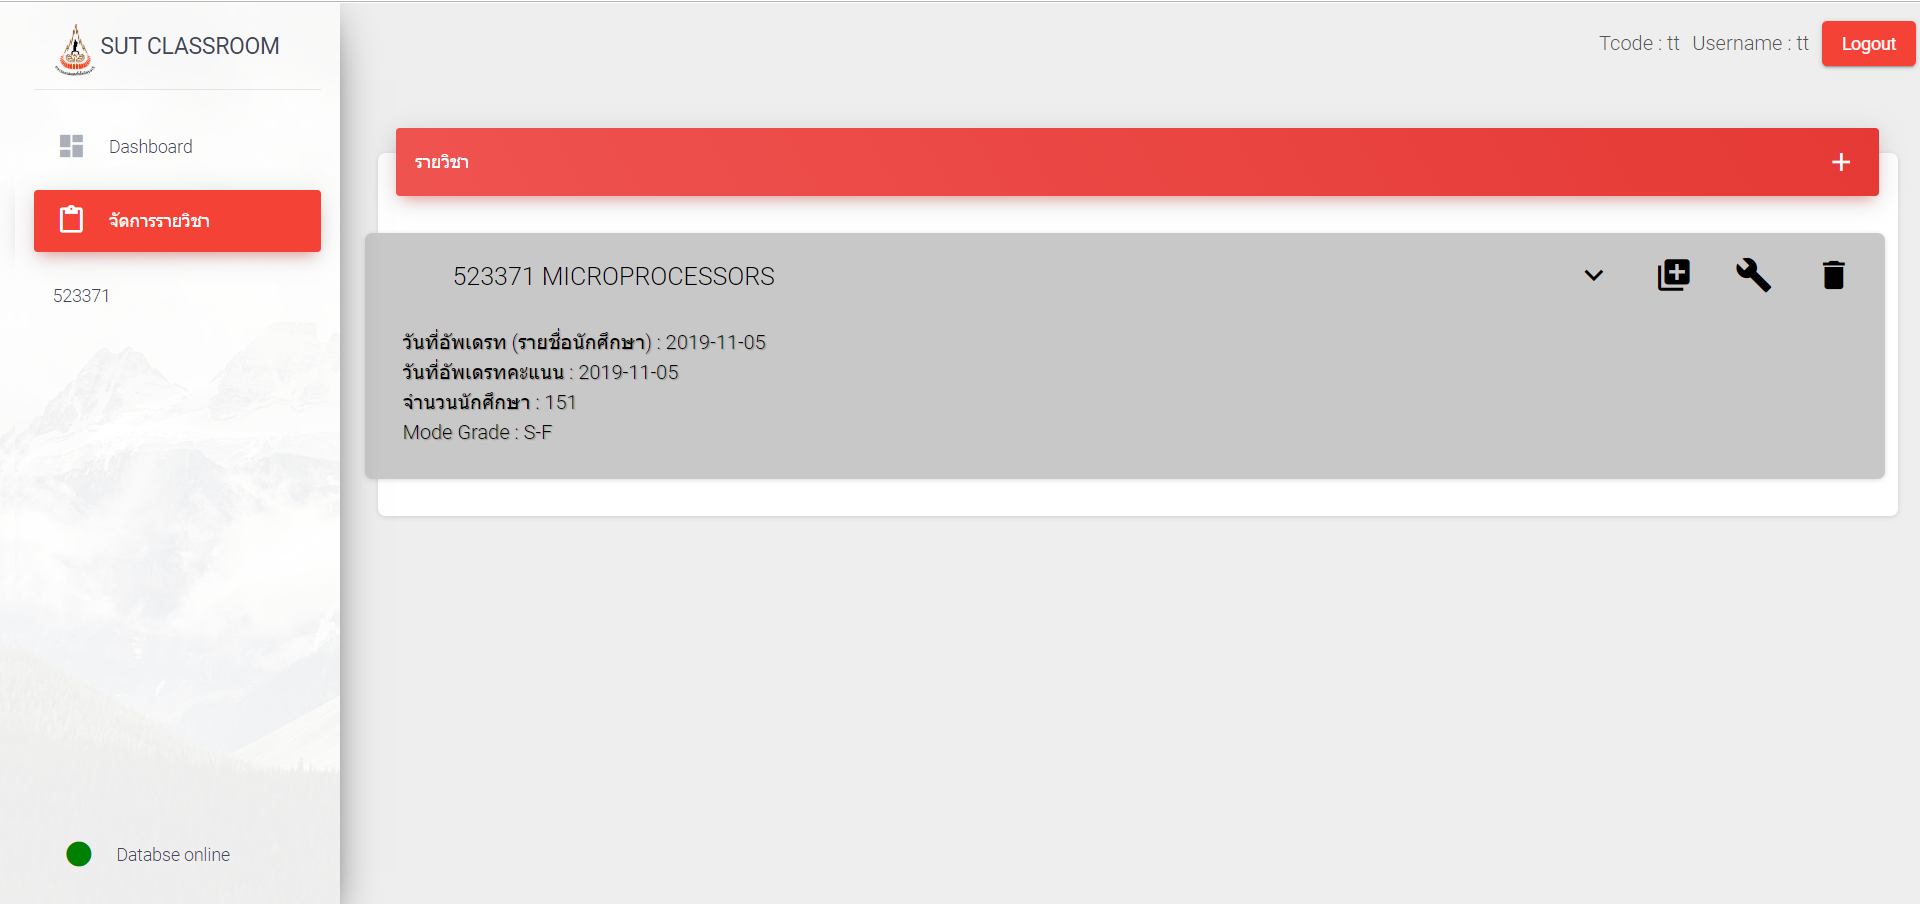 SUT CLASSROOM
Tcode : tt Username : tt Logout
Dashboard
จัดการรายวิชา
523371
รายวิชา +
523371 MICROPROCESSORS
วันที่อัพเดรท (รายชื่อนักศึกษา) : 2019-11-05
วันที่อัพเดรทคะแนน : 2019-11-05
จำนวนนักศึกษา : 151
Mode Grade : S-F
Databse online